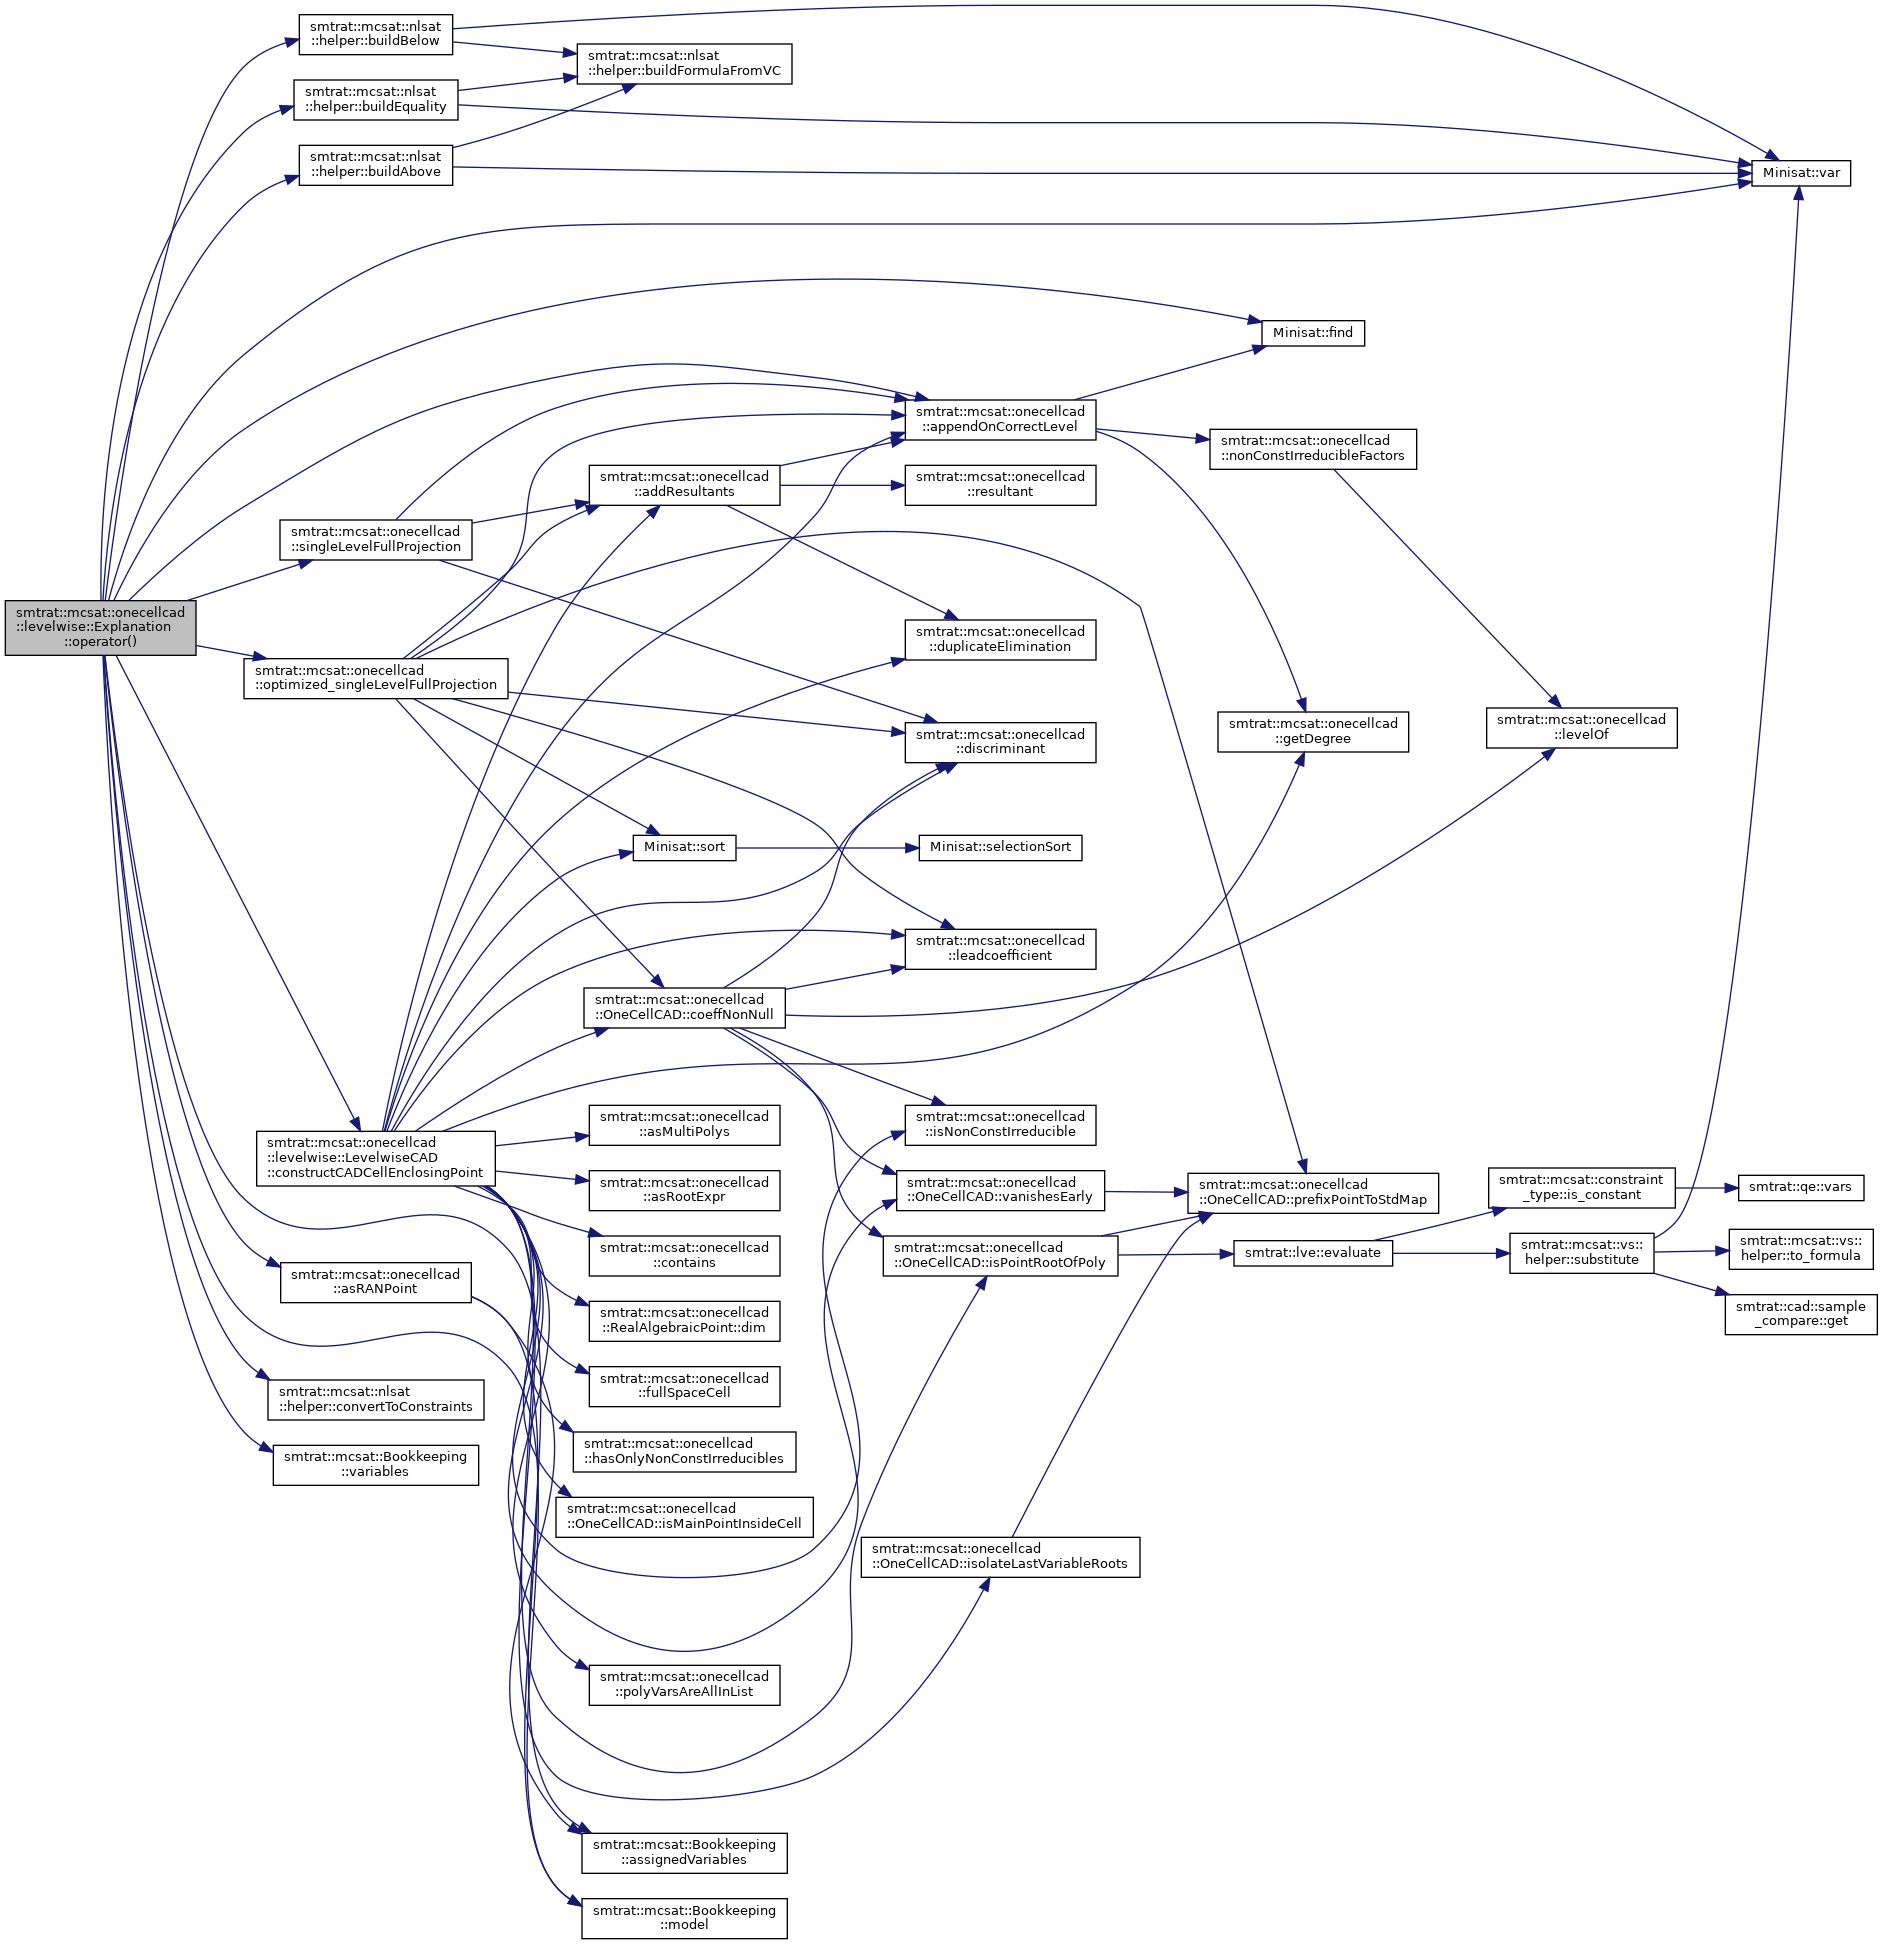 smtrat::mcsat::nlsat
::helper::buildBelow
smtrat::mcsat::nlsat
::helper::buildFormulaFromVC
smtrat::mcsat::nlsat
::helper::buildEquality
smtrat::mcsat::nlsat
::helper::buildAbove
Minisat::var
Minisat::find
smtrat::mcsat::onecellcad
::appendOnCorrectLevel
smtrat::mcsat::onecellcad
::nonConstIrreducibleFactors
smtrat::mcsat::onecellcad
::addResultants
smtrat::mcsat::onecellcad
::resultant
smtrat::mcsat::onecellcad
::singleLevelFullProjection
smtrat::mcsat::onecellcad
::levelwise::Explanation
::operator()
smtrat::mcsat::onecellcad
::duplicateElimination
smtrat::mcsat::onecellcad
::optimized_singleLevelFullProjection
smtrat::mcsat::onecellcad
::discriminant
smtrat::mcsat::onecellcad
::getDegree
smtrat::mcsat::onecellcad
::levelOf
Minisat::sort
Minisat::selectionSort
smtrat::mcsat::onecellcad
::leadcoefficient
smtrat::mcsat::onecellcad
::OneCellCAD::coeffNonNull
smtrat::mcsat::onecellcad
::asMultiPolys
smtrat::mcsat::onecellcad
::isNonConstIrreducible
smtrat::mcsat::onecellcad
::levelwise::LevelwiseCAD
::constructCADCellEnclosingPoint
smtrat::mcsat::onecellcad
::asRootExpr
smtrat::mcsat::onecellcad
::OneCellCAD::vanishesEarly
smtrat::mcsat::onecellcad
::OneCellCAD::prefixPointToStdMap
smtrat::mcsat::constraint
_type::is_constant
smtrat::qe::vars
smtrat::mcsat::onecellcad
::contains
smtrat::mcsat::onecellcad
::OneCellCAD::isPointRootOfPoly
smtrat::lve::evaluate
smtrat::mcsat::vs::
helper::substitute
smtrat::mcsat::vs::
helper::to_formula
smtrat::mcsat::onecellcad
::asRANPoint
smtrat::mcsat::onecellcad
::RealAlgebraicPoint::dim
smtrat::cad::sample
_compare::get
smtrat::mcsat::onecellcad
::fullSpaceCell
smtrat::mcsat::nlsat
::helper::convertToConstraints
smtrat::mcsat::onecellcad
::hasOnlyNonConstIrreducibles
smtrat::mcsat::Bookkeeping
::variables
smtrat::mcsat::onecellcad
::OneCellCAD::isMainPointInsideCell
smtrat::mcsat::onecellcad
::OneCellCAD::isolateLastVariableRoots
smtrat::mcsat::onecellcad
::polyVarsAreAllInList
smtrat::mcsat::Bookkeeping
::assignedVariables
smtrat::mcsat::Bookkeeping
::model